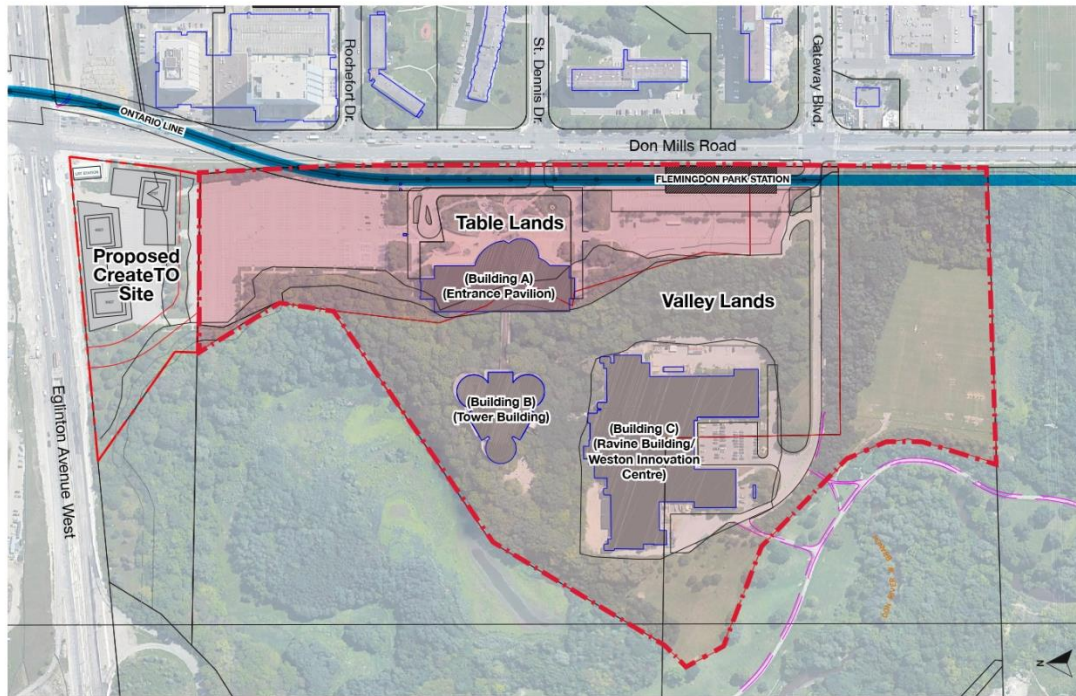 Rochefort Dr.
St. Dennis Dr.
Gateway Blvd.
ONTARIO LINE
Don Mills Road
FLEMINGDON PARK STATION
Proposed
CreateTO
Site
Table Lands
(Building A)
(Entrance Pavilion)
Valley Lands
(Building B)
(Tower Building)
(Building C)
(Ravine Building/
Weston Innovation
Centre)
Eglinton Avenue West
N